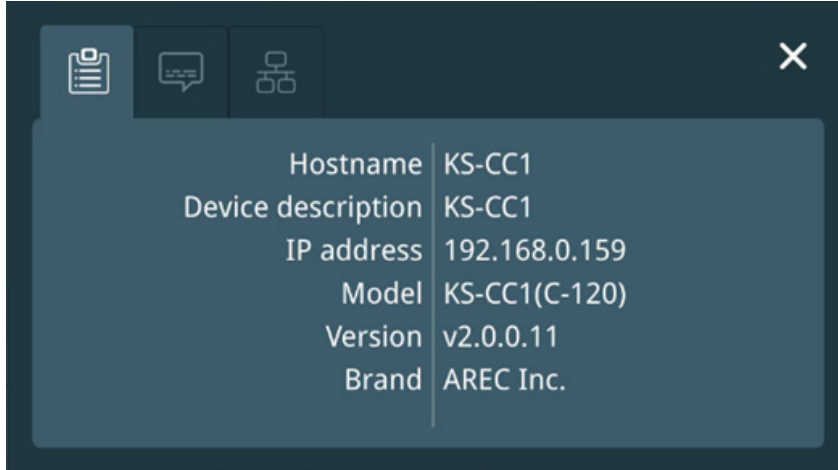 Hostname KS-CC1
Device description KS-CC1
IP address 192.168.0.159
Model KS-CC1(C-120)
Version v2.0.0.11
Brand AREC Inc.